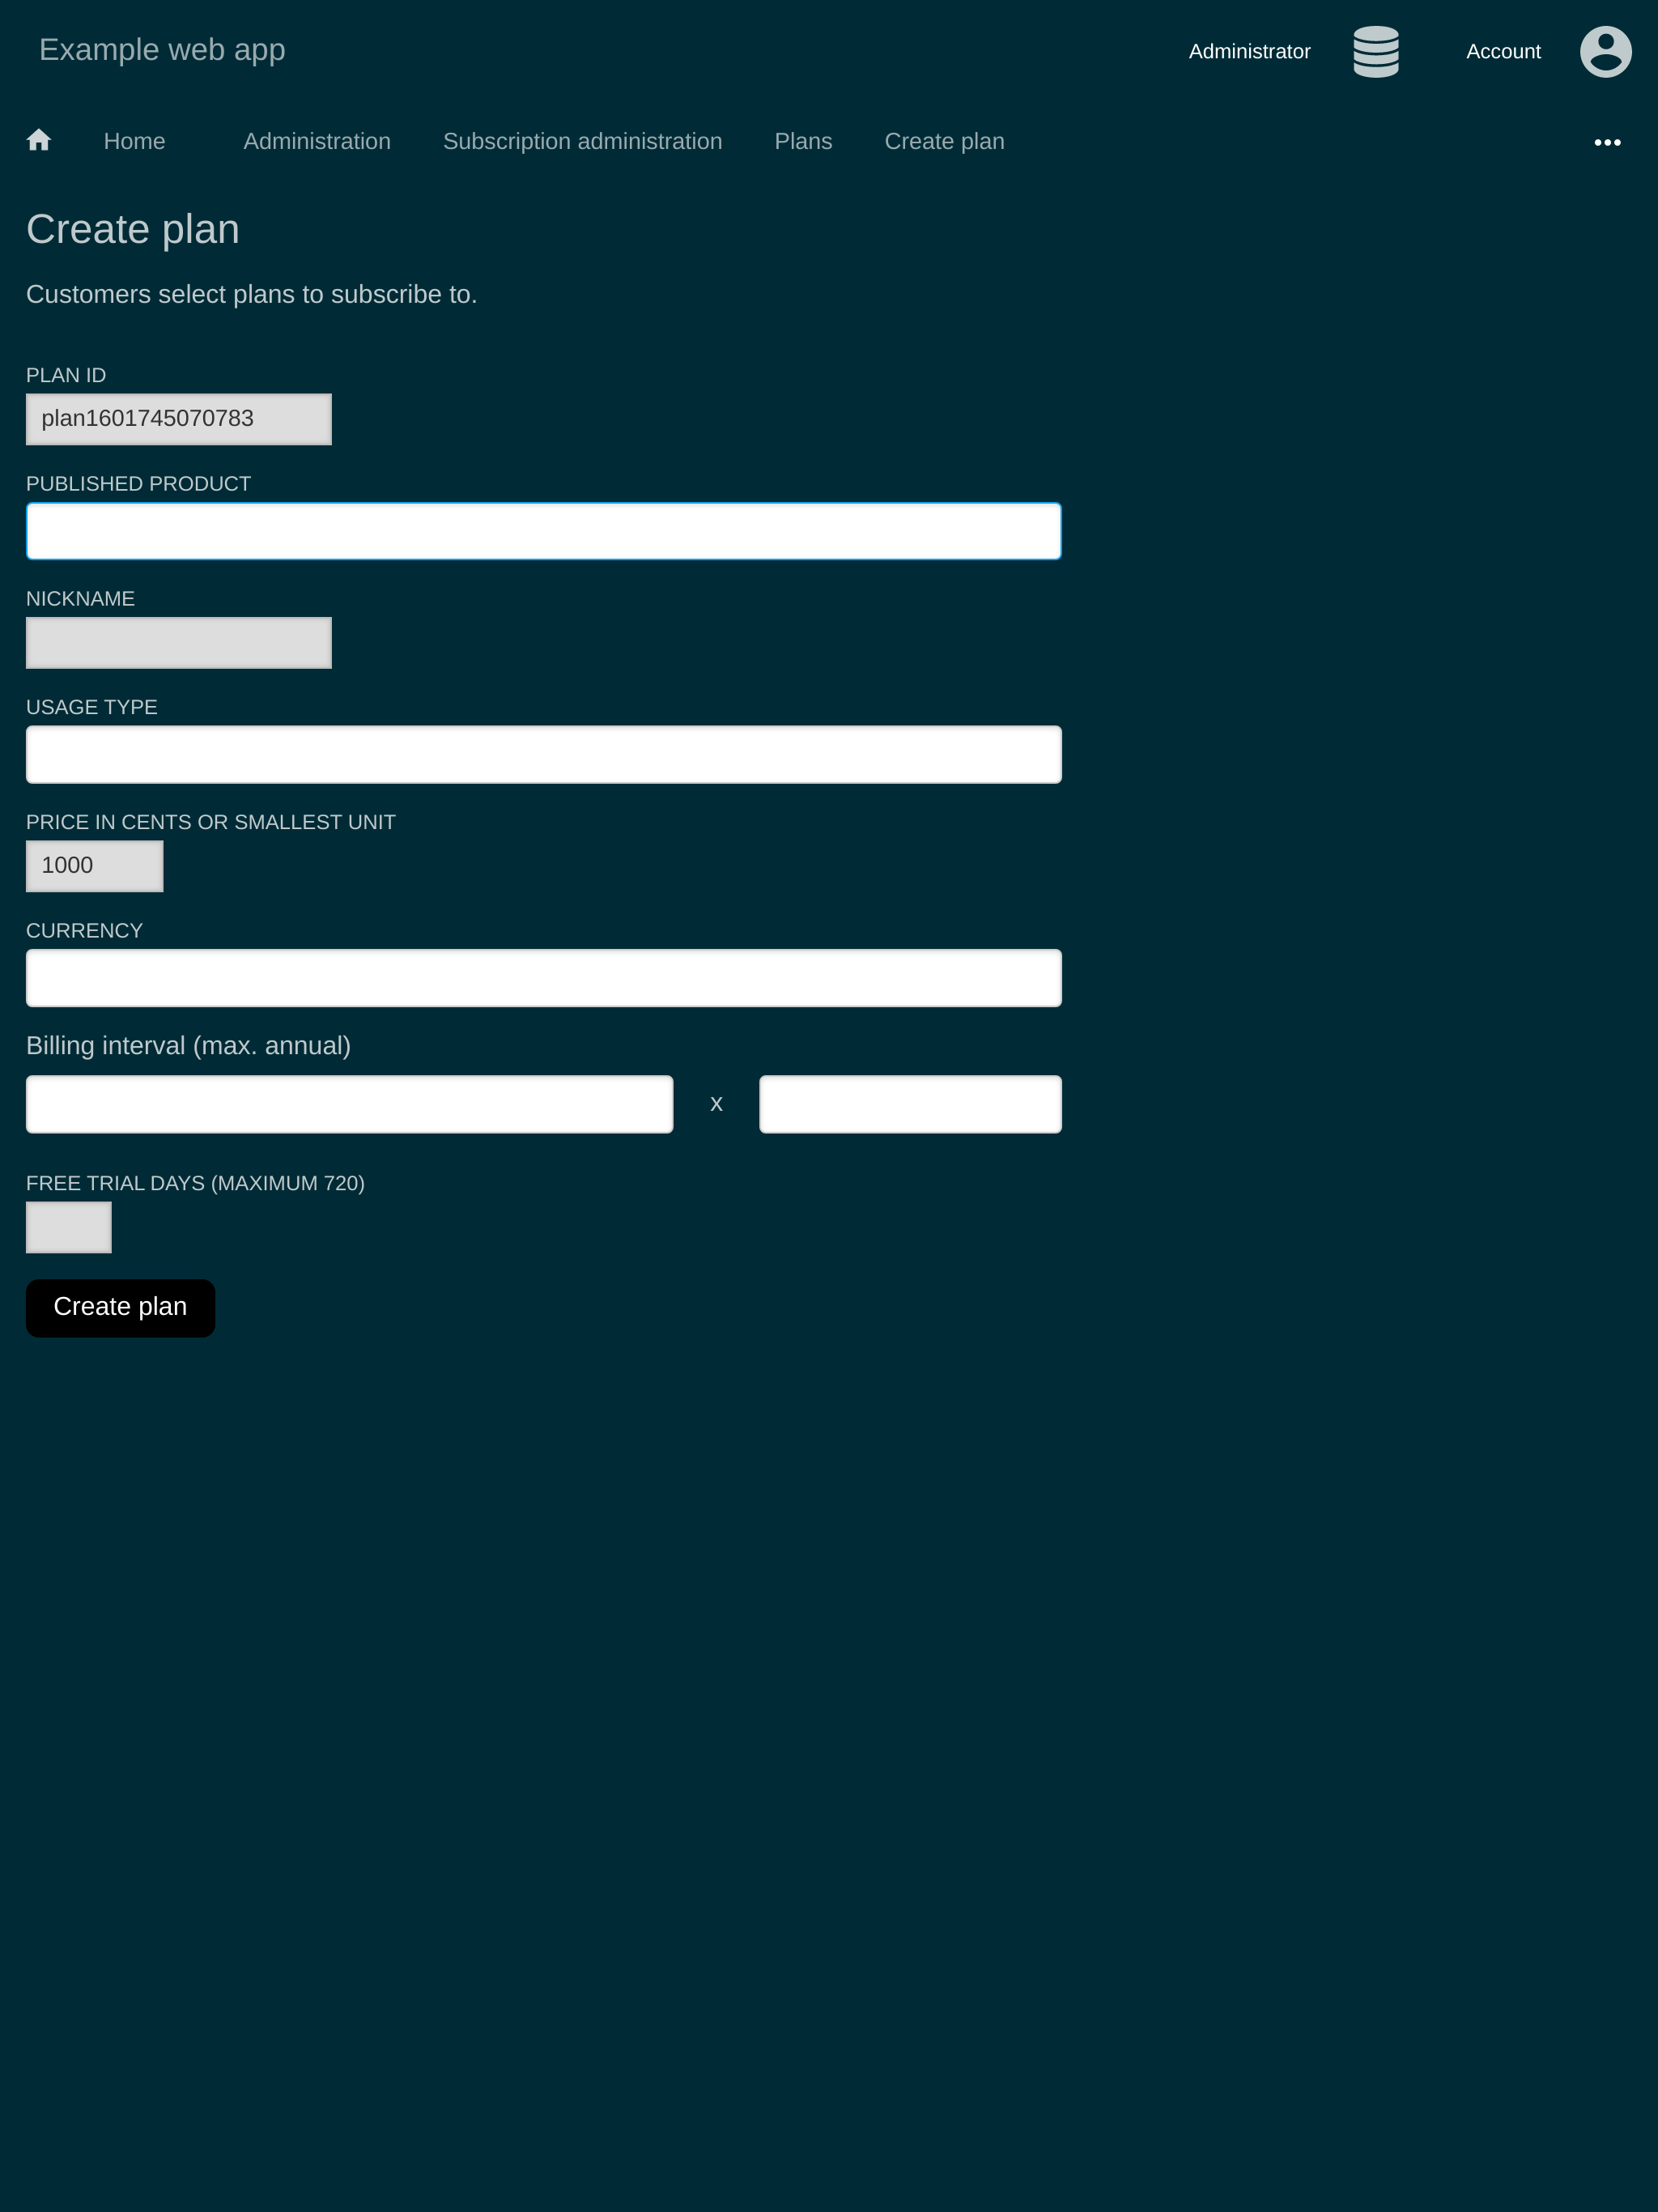 Example web app
Administrator
Account
Home
Administration
Subscription administration
Plans
Create plan
Create plan
Customers select plans to subscribe to.
PLAN ID
plan1601745070783
PUBLISHED PRODUCT
NICKNAME
USAGE TYPE
PRICE IN CENTS OR SMALLEST UNIT
1000
CURRENCY
Billing interval (max. annual)
x
FREE TRIAL DAYS (MAXIMUM 720)
Create plan